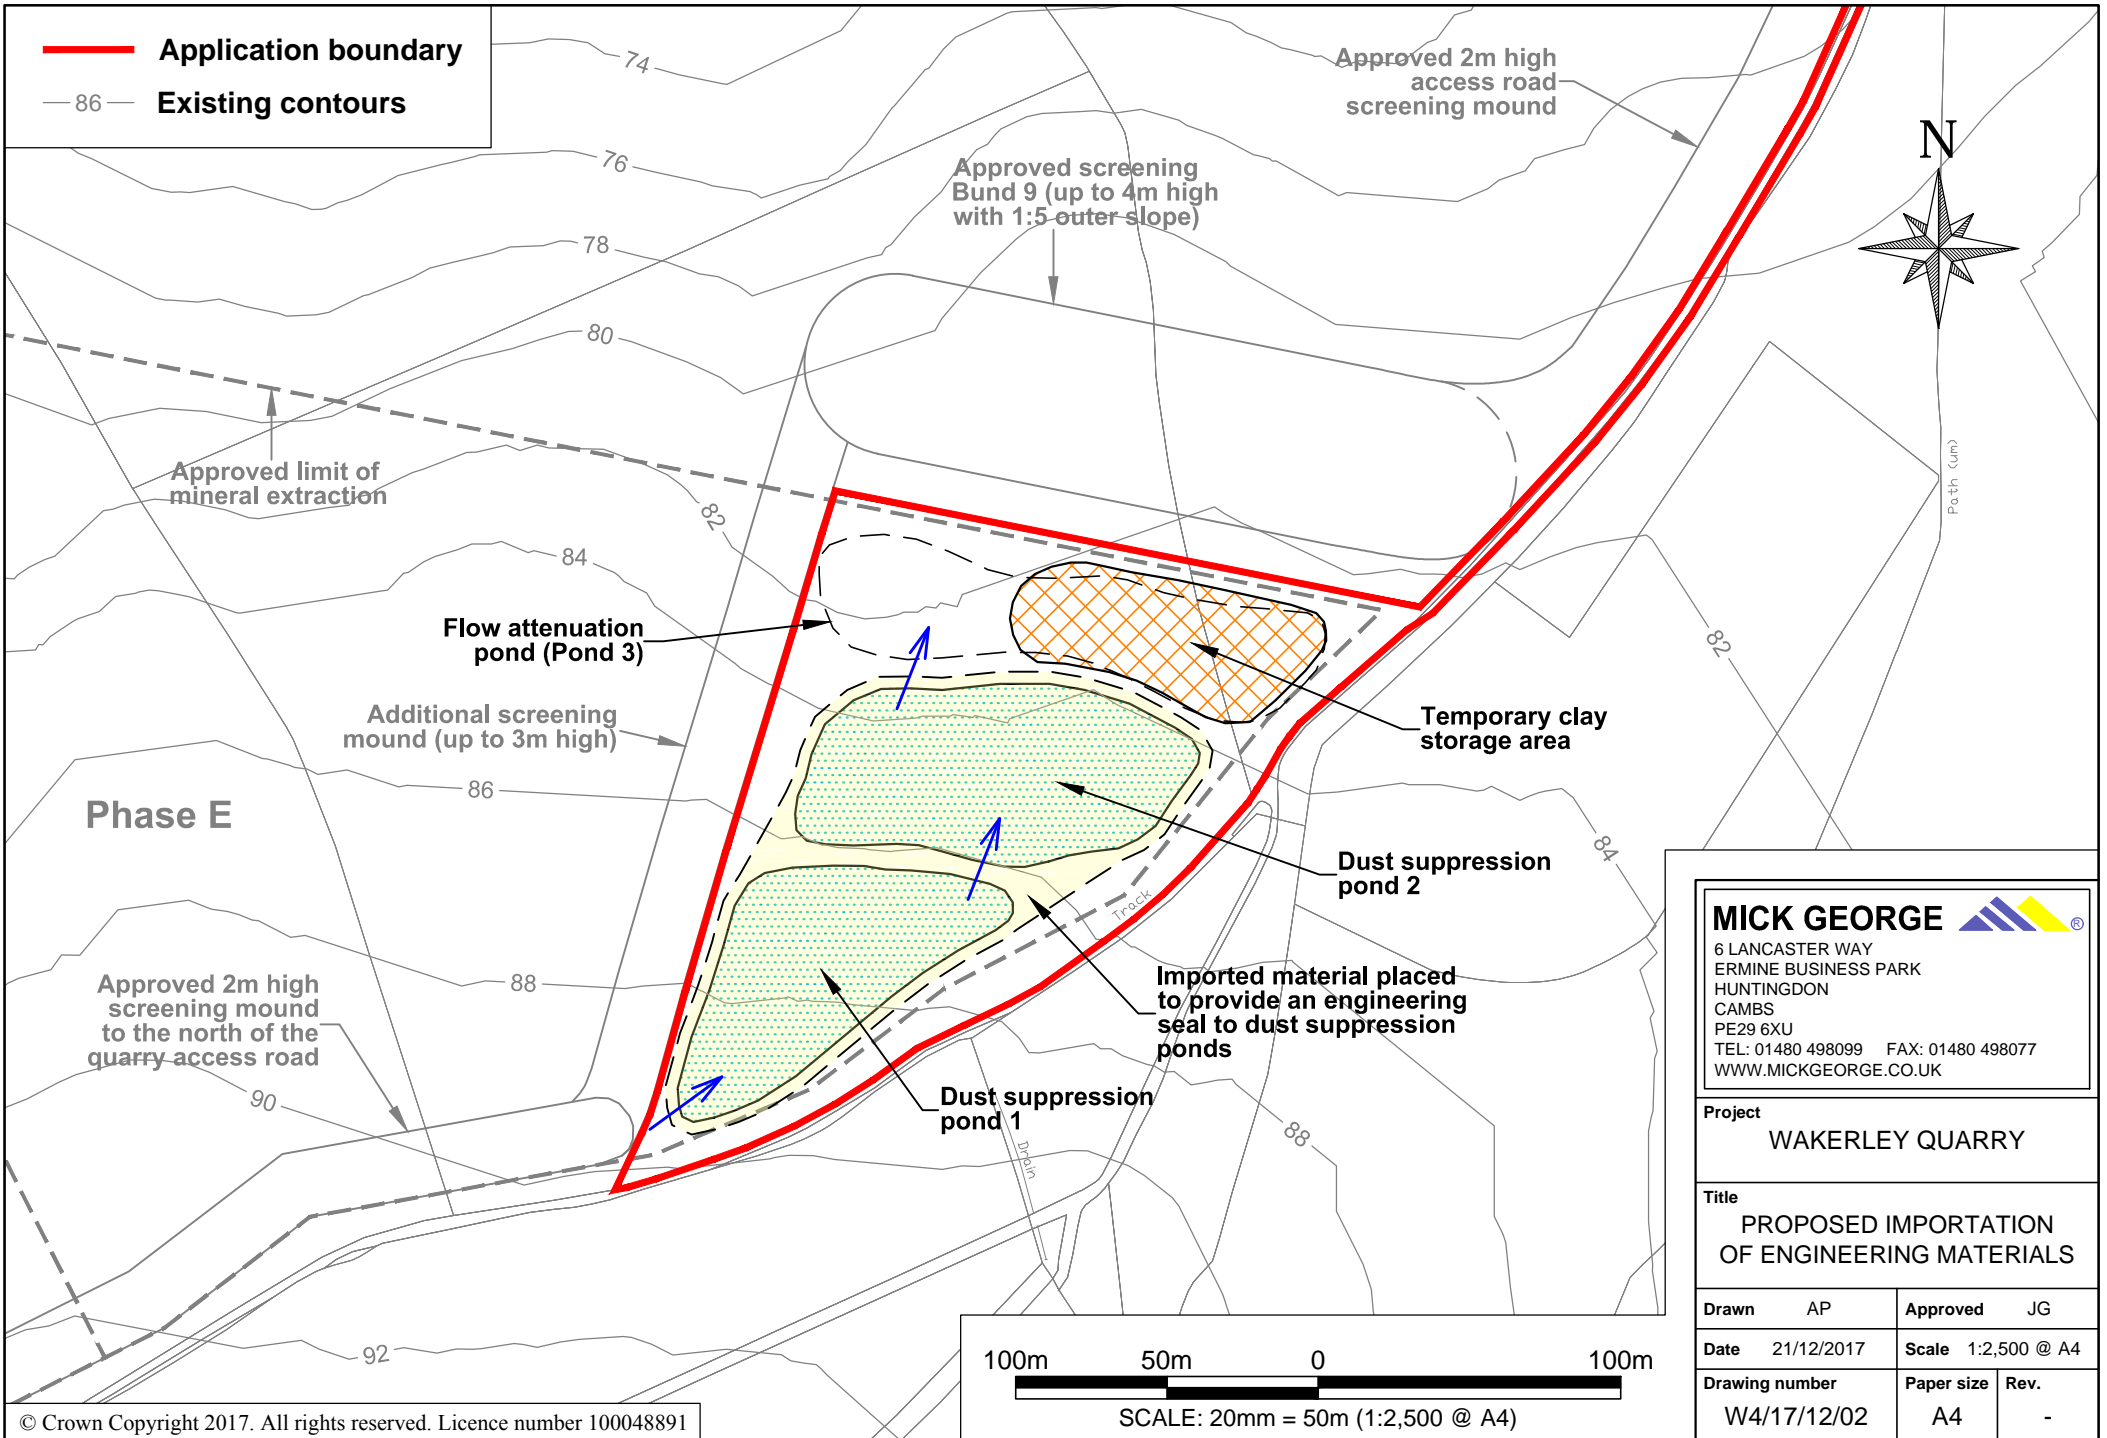 Application boundary
86
Existing contours
74
76
78
80
82
84
86
88
90
92
82
84
88
Approved 2m high
access road
screening mound
Approved screening
Bund 9 (up to 4m high
with 1:5 outer slope)
N
Path (um)
Approved limit of
mineral extraction
Flow attenuation
pond (Pond 3)
Additional screening
mound (up to 3m high)
Temporary clay
storage area
Phase E
Dust suppression
pond 2
Track
Approved 2m high
screening mound
to the north of the
quarry access road
Imported material placed
to provide an engineering
seal to dust suppression
ponds
Dust suppression
pond 1
Drain
MICK GEORGE ®
6 LANCASTER WAY
ERMINE BUSINESS PARK
HUNTINGDON
CAMBS
PE29 6XU
TEL: 01480 498099 FAX: 01480 498077
WWW.MICKGEORGE.CO.UK
Project
WAKERLEY QUARRY
Title
PROPOSED IMPORTATION
OF ENGINEERING MATERIALS
Drawn AP Approved JG
Date 21/12/2017 Scale 1:2,500 @ A4
Drawing number Paper size Rev.
W4/17/12/02 A4 -
100m 50m 0 100m
SCALE: 20mm = 50m (1:2,500 @ A4)
© Crown Copyright 2017. All rights reserved. Licence number 100048891